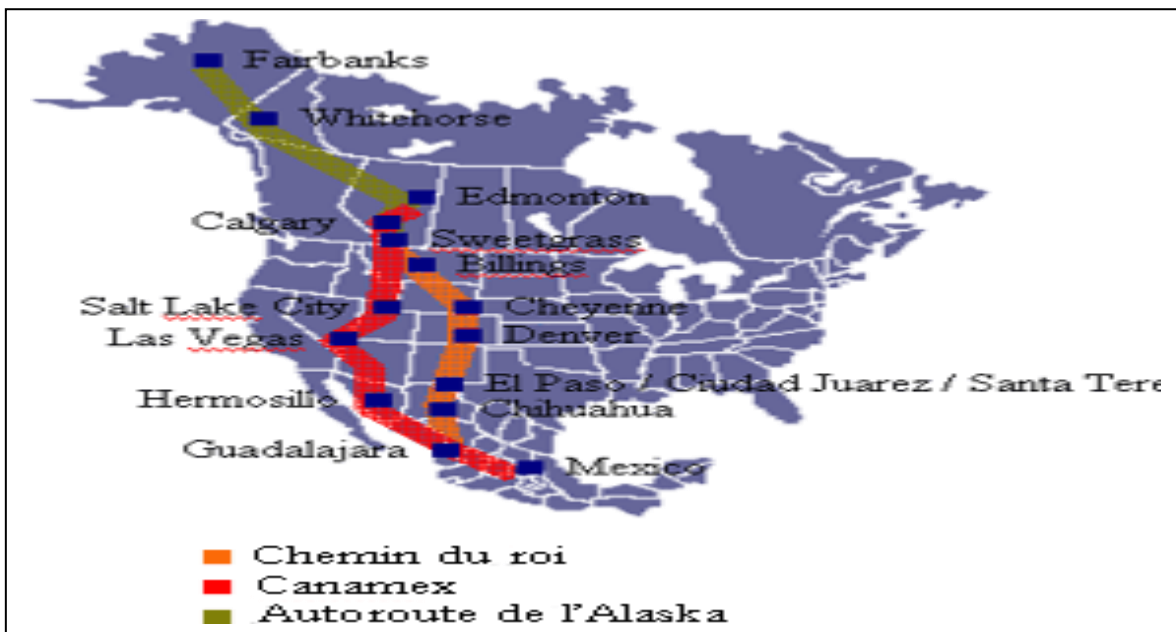 Fairbanks
Whitehorse
Edmonton
Calgary
Sweetgrass
Billings
Salt Lake City
Cheyenne
Las Vegas
Denver
El Paso / Ciudad Juarez / Santa Tere
Hermosillo
Chihuahua
Guadalajara
Mexico
Chemin du roi
Canamex
Autoroute de l'Alaska